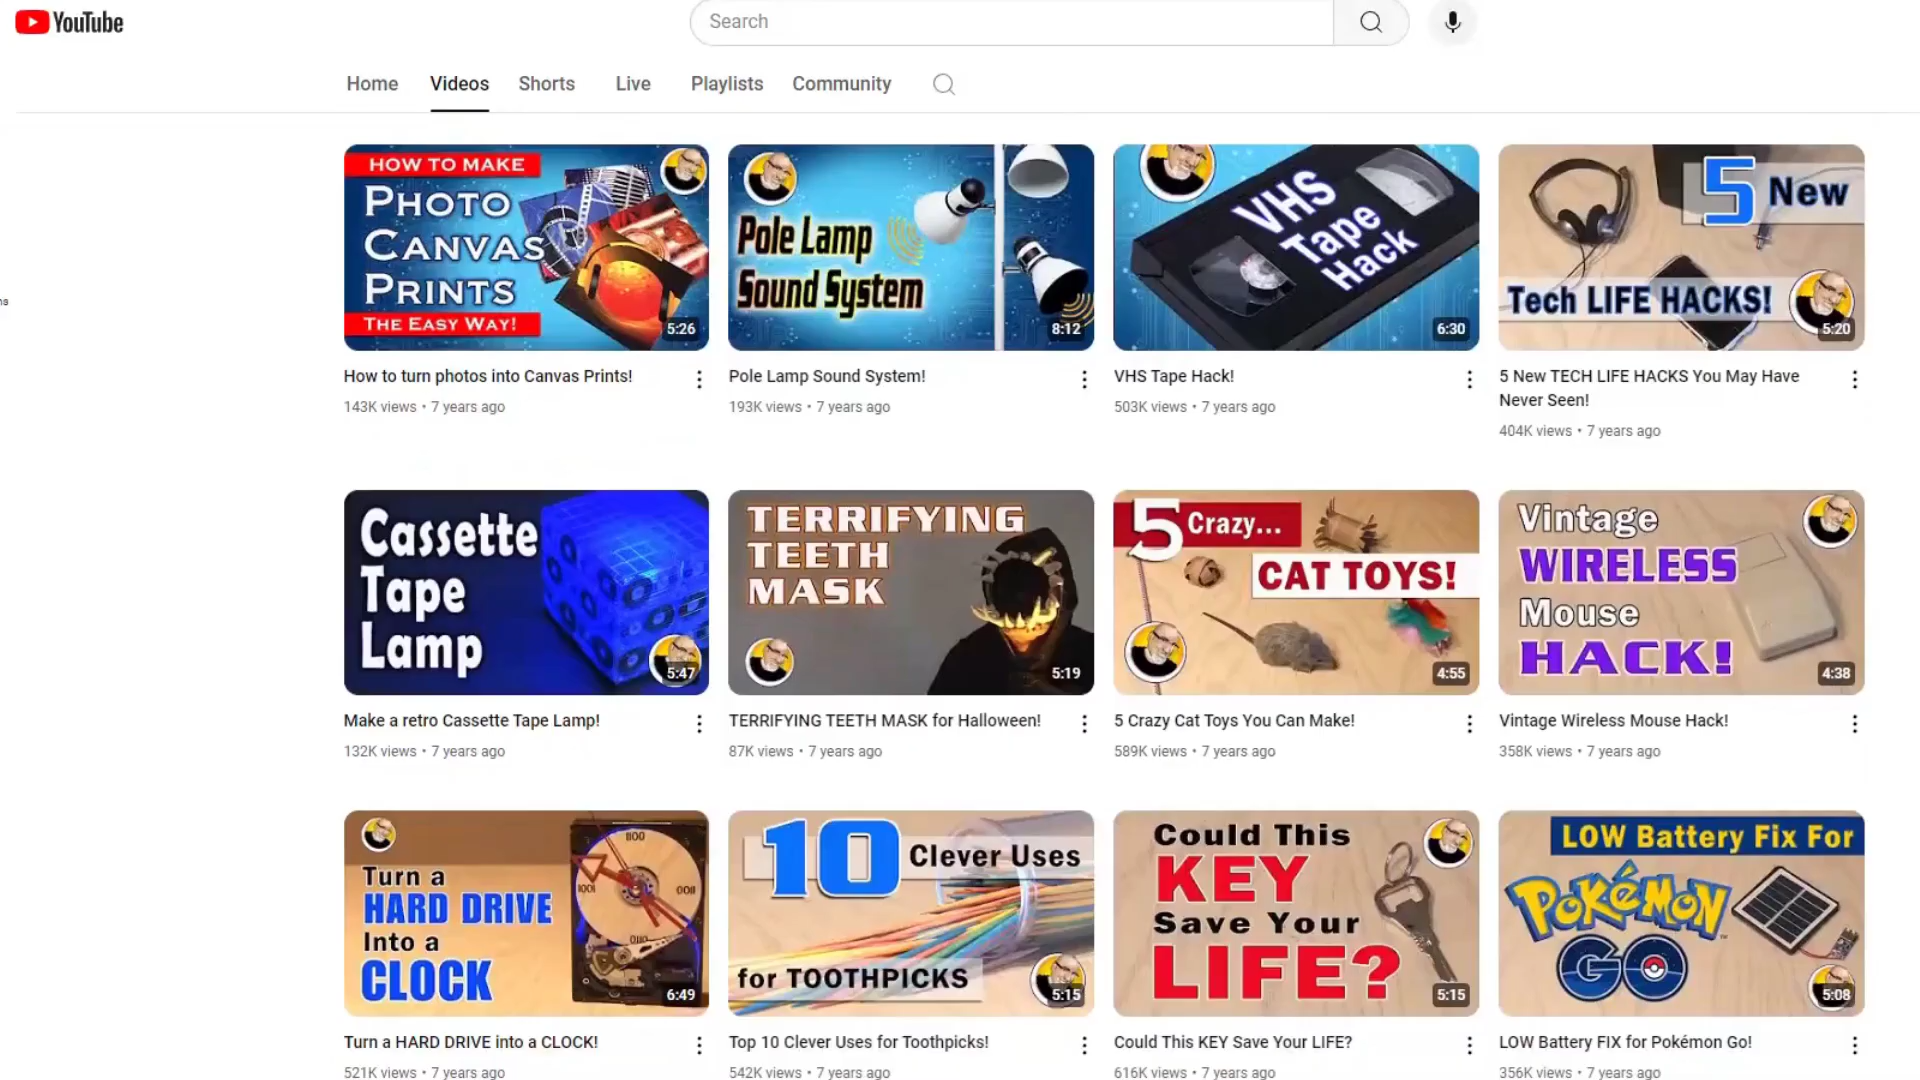 YouTube
Search
Home Videos Shorts Live Playlists Community
HOW TO MAKE
PHOTO
CANVAS
PRINTS
THE EASY WAY!
5:26
Pole Lamp
Sound System
8:12
VHS
Tape
Hack
6:30
5 New
Tech LIFE HACKS!
5:20
How to turn photos into Canvas Prints!
143K views • 7 years ago
Pole Lamp Sound System!
193K views • 7 years ago
VHS Tape Hack!
503K views • 7 years ago
5 New TECH LIFE HACKS You May Have
Never Seen!
404K views • 7 years ago
Cassette
Tape
Lamp
5:47
TERRIFYING
TEETH
MASK
5:19
5 Crazy...
CAT TOYS!
4:55
Vintage
WIRELESS
Mouse
HACK!
4:38
Make a retro Cassette Tape Lamp!
132K views • 7 years ago
TERRIFYING TEETH MASK for Halloween!
87K views • 7 years ago
5 Crazy Cat Toys You Can Make!
589K views • 7 years ago
Vintage Wireless Mouse Hack!
358K views • 7 years ago
Turn a
HARD DRIVE
Into a
CLOCK
1100
0011
0110
1001
6:49
10 Clever Uses
for TOOTHPICKS
5:15
Could This
KEY
Save Your
LIFE?
5:15
LOW Battery Fix For
POKéMON
GO
5:08
Turn a HARD DRIVE into a CLOCK!
521K views • 7 years ago
Top 10 Clever Uses for Toothpicks!
542K views • 7 years ago
Could This KEY Save Your LIFE?
616K views • 7 years ago
LOW Battery FIX for Pokémon Go!
356K views • 7 years ago